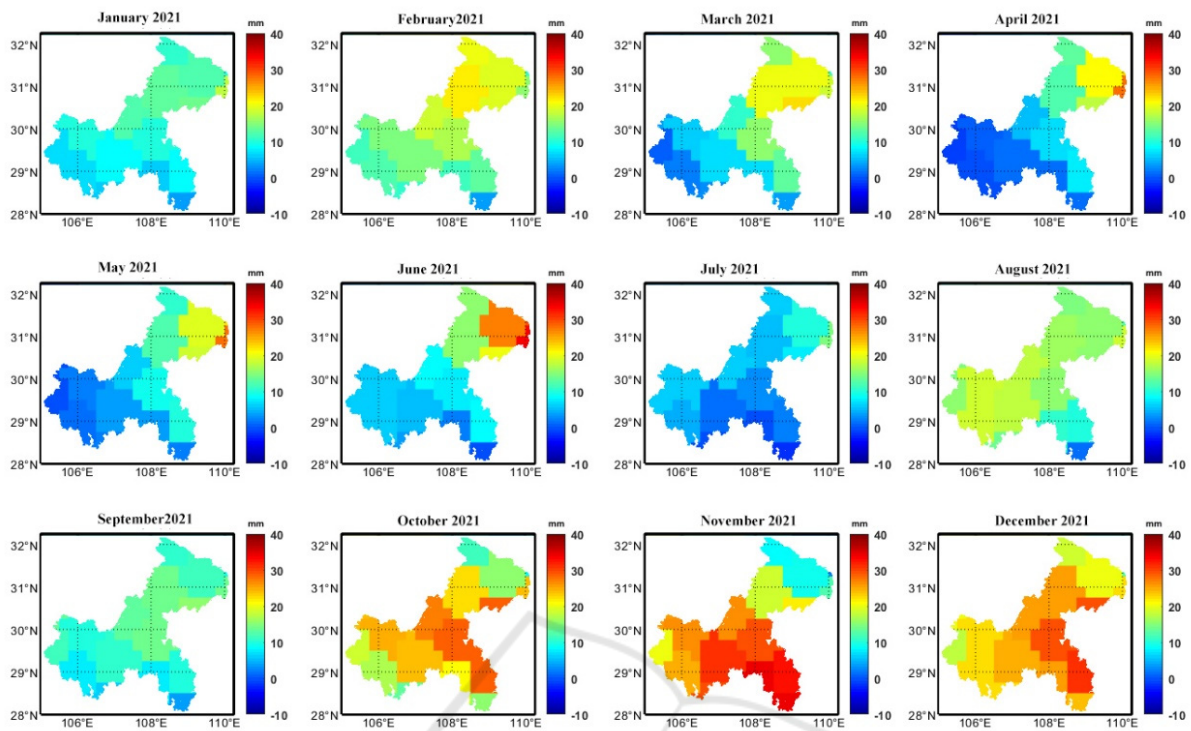 January 2021
mm
32°N
31°N
30°N
29°N
28°N
106°E 108°E 110°E
40
30
20
10
0
-10
February2021
mm
32°N
31°N
30°N
29°N
28°N
106°E 108°E 110°E
40
30
20
10
0
-10
March 2021
mm
32°N
31°N
30°N
29°N
28°N
106°E 108°E 110°E
40
30
20
10
0
-10
April 2021
mm
32°N
31°N
30°N
29°N
28°N
106°E 108°E 110°E
40
30
20
10
0
-10
May 2021
mm
32°N
31°N
30°N
29°N
28°N
106°E 108°E 110°E
40
30
20
10
0
-10
June 2021
mm
32°N
31°N
30°N
29°N
28°N
106°E 108°E 110°E
40
30
20
10
0
-10
July 2021
mm
32°N
31°N
30°N
29°N
28°N
106°E 108°E 110°E
40
30
20
10
0
-10
August 2021
mm
32°N
31°N
30°N
29°N
28°N
106°E 108°E 110°E
40
30
20
10
0
-10
September2021
mm
32°N
31°N
30°N
29°N
28°N
106°E 108°E 110°E
40
30
20
10
0
-10
October 2021
mm
32°N
31°N
30°N
29°N
28°N
106°E 108°E 110°E
40
30
20
10
0
-10
November 2021
mm
32°N
31°N
30°N
29°N
28°N
106°E 108°E 110°E
40
30
20
10
0
-10
December 2021
mm
32°N
31°N
30°N
29°N
28°N
106°E 108°E 110°E
40
30
20
10
0
-10